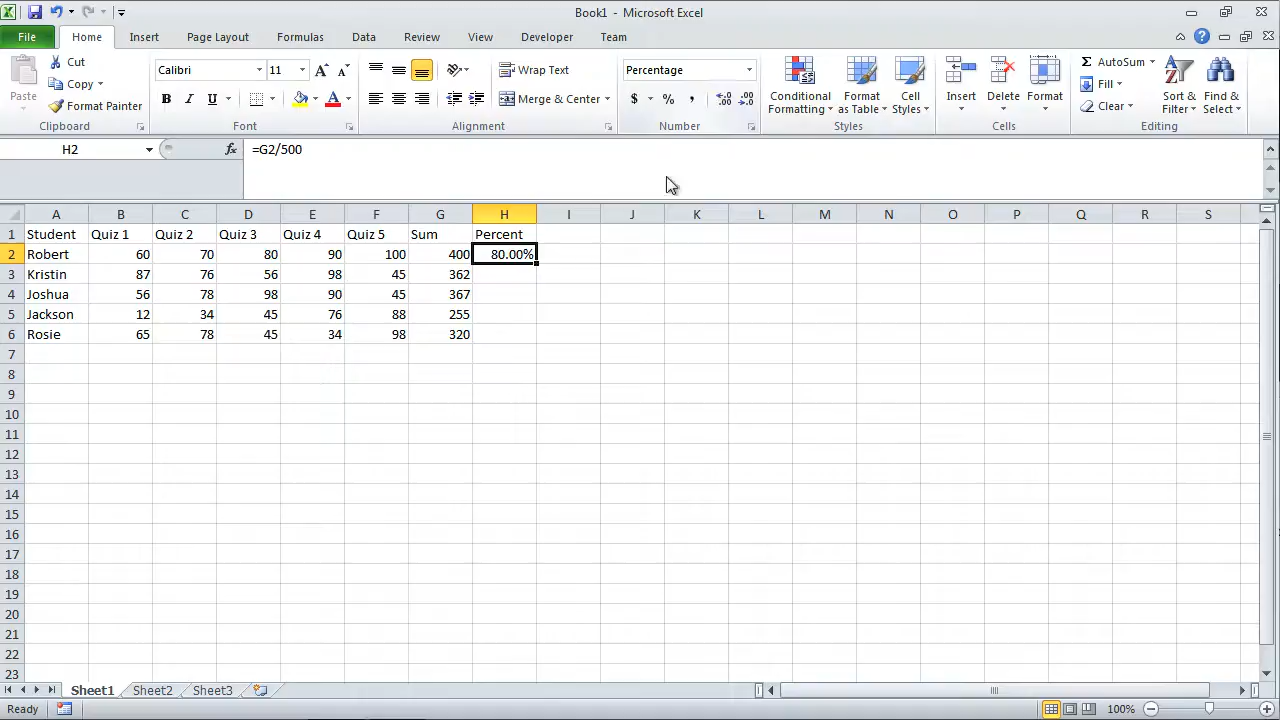 Book1 - Microsoft Excel
File Home Insert Page Layout Formulas Data Review View Developer Team
Paste
Cut
Copy
Format Painter
Clipboard
Calibri 11
B I U A
Font
Wrap Text
Merge & Center
Alignment
Percentage
$ % ,
Number
Conditional Formatting
Format as Table
Cell Styles
Styles
Insert Delete Format
Cells
AutoSum
Fill
Clear
Sort & Filter
Find & Select
Editing
H2 fx =G2/500
A B C D E F G H I J K L M N O P Q R S
1 Student Quiz 1 Quiz 2 Quiz 3 Quiz 4 Quiz 5 Sum Percent
2 Robert 60 70 80 90 100 400 80.00%
3 Kristin 87 76 56 98 45 362
4 Joshua 56 78 98 90 45 367
5 Jackson 12 34 45 76 88 255
6 Rosie 65 78 45 34 98 320
7
8
9
10
11
12
13
14
15
16
17
18
19
20
21
22
23
Sheet1 Sheet2 Sheet3
Ready 100%